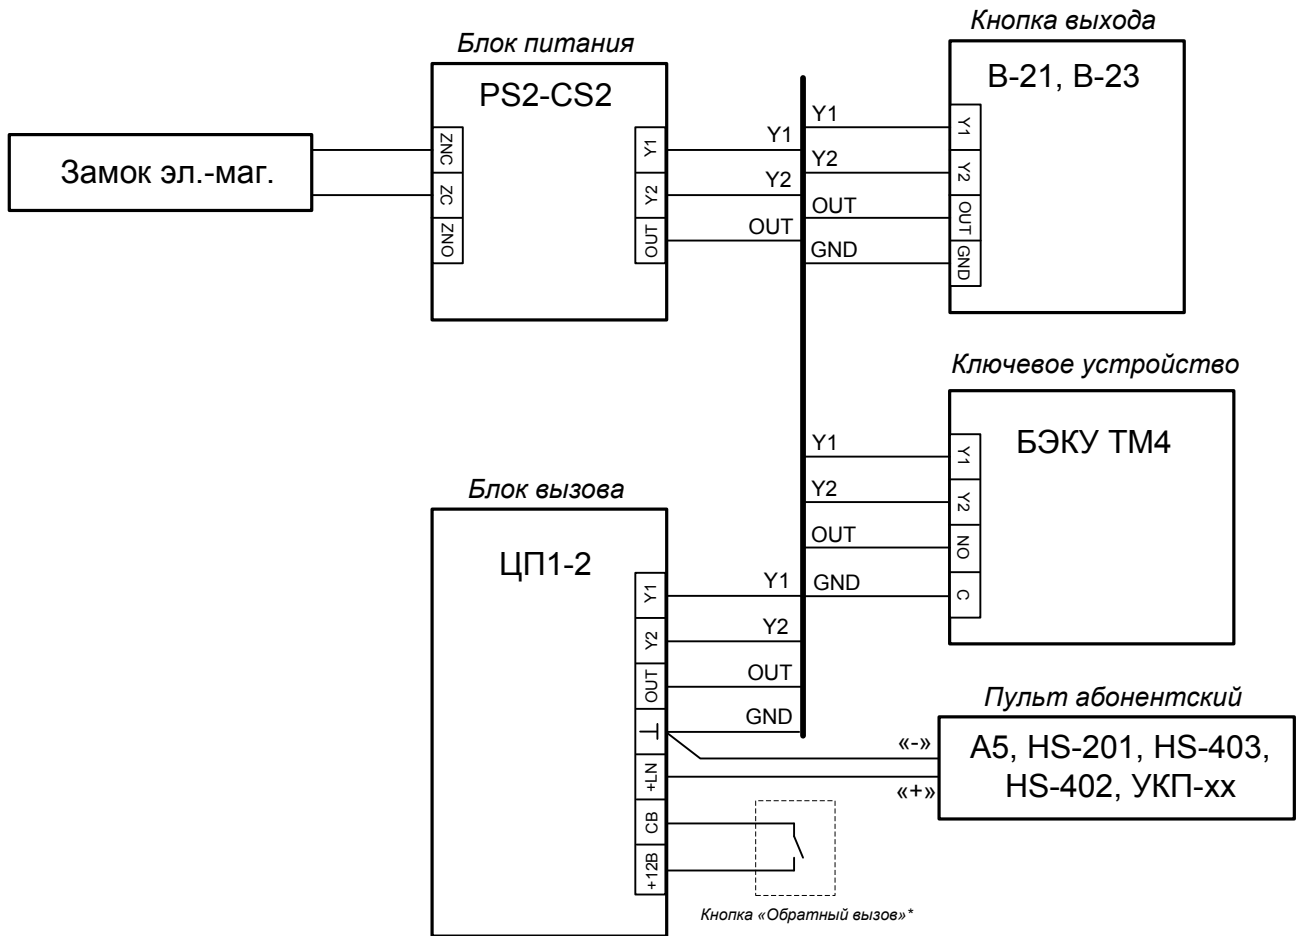 Кнопка выхода
Блок питания
PS2-CS2
B-21, B-23
Замок эл.-маг.
ZNC
ZC
ZNO
Y1
Y2
OUT
Y1
Y2
OUT
Y1
Y2
OUT
GND
Y1
Y2
OUT
GND
Ключевое устройство
БЭКУ ТМ4
Y1
Y2
OUT
GND
Y1
Y2
NO
C
Блок вызова
ЦП1-2
Y1
Y2
OUT
⊥
+LN
CB
+12B
Y1
Y2
OUT
GND
Пульт абонентский
«-»
«+»
A5, HS-201, HS-403,
HS-402, УКП-хх
Кнопка «Обратный вызов»*